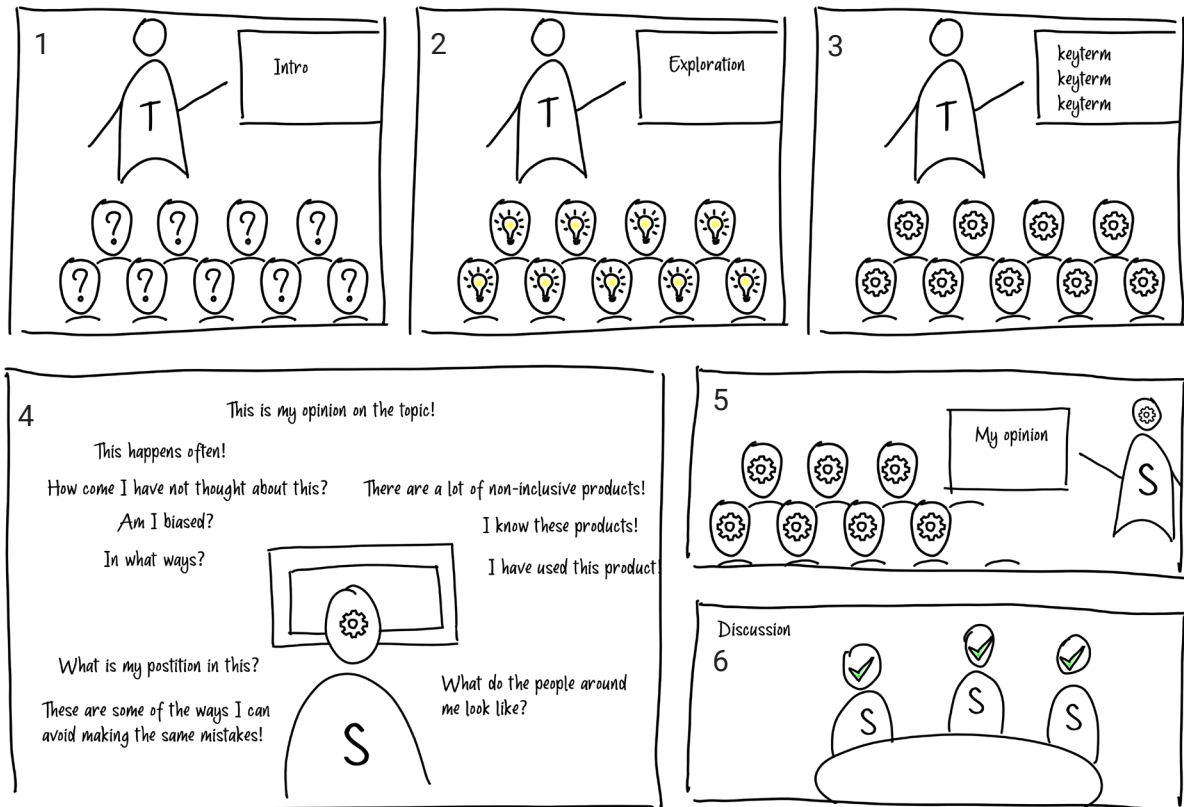 1
T
Intro
? ? ? ?
? ? ? ? ?
2
T
Exploration
3
T
keyterm
keyterm
keyterm
4
This is my opinion on the topic!
This happens often!
How come I have not thought about this?
Am I biased?
In what ways?
There are a lot of non-inclusive products!
I know these products!
I have used this product!
What is my postition in this?
These are some of the ways I can
avoid making the same mistakes!
What do the people around
me look like?
S
5
My opinion
S
Discussion
6
S
S
S